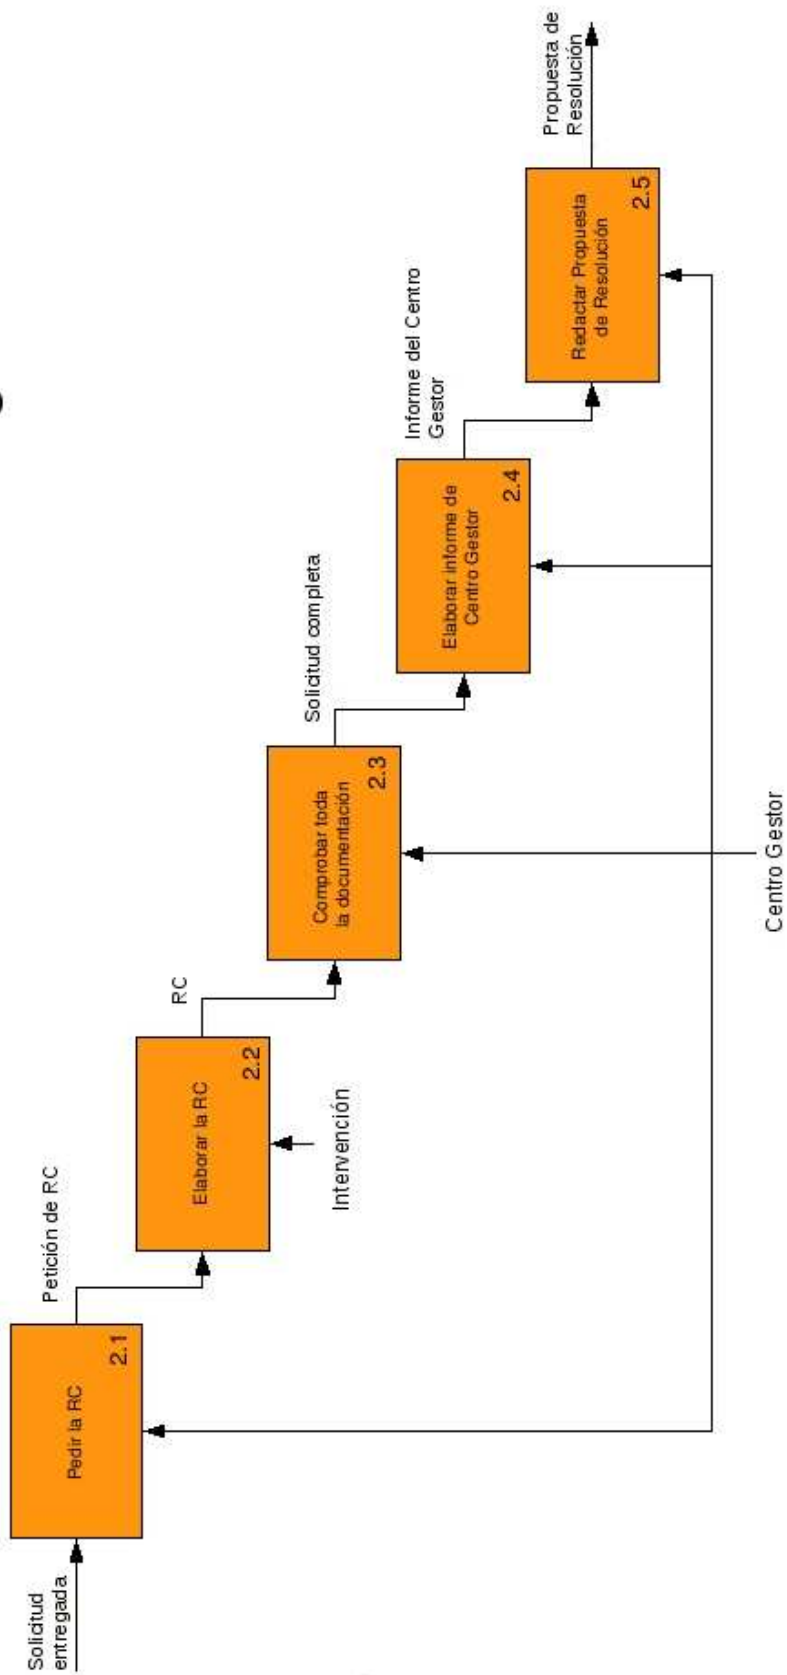 Solicitud
entregada
Pedir la RC
2.1
Petición de RC
Elaborar la RC
2.2
Intervención
RC
Comprobar toda
la documentación
2.3
Solicitud completa
Elaborar informe de
Centro Gestor
2.4
Informe del Centro
Gestor
Redactar Propuesta
de Resolución
2.5
Propuesta de
Resolución
Centro Gestor